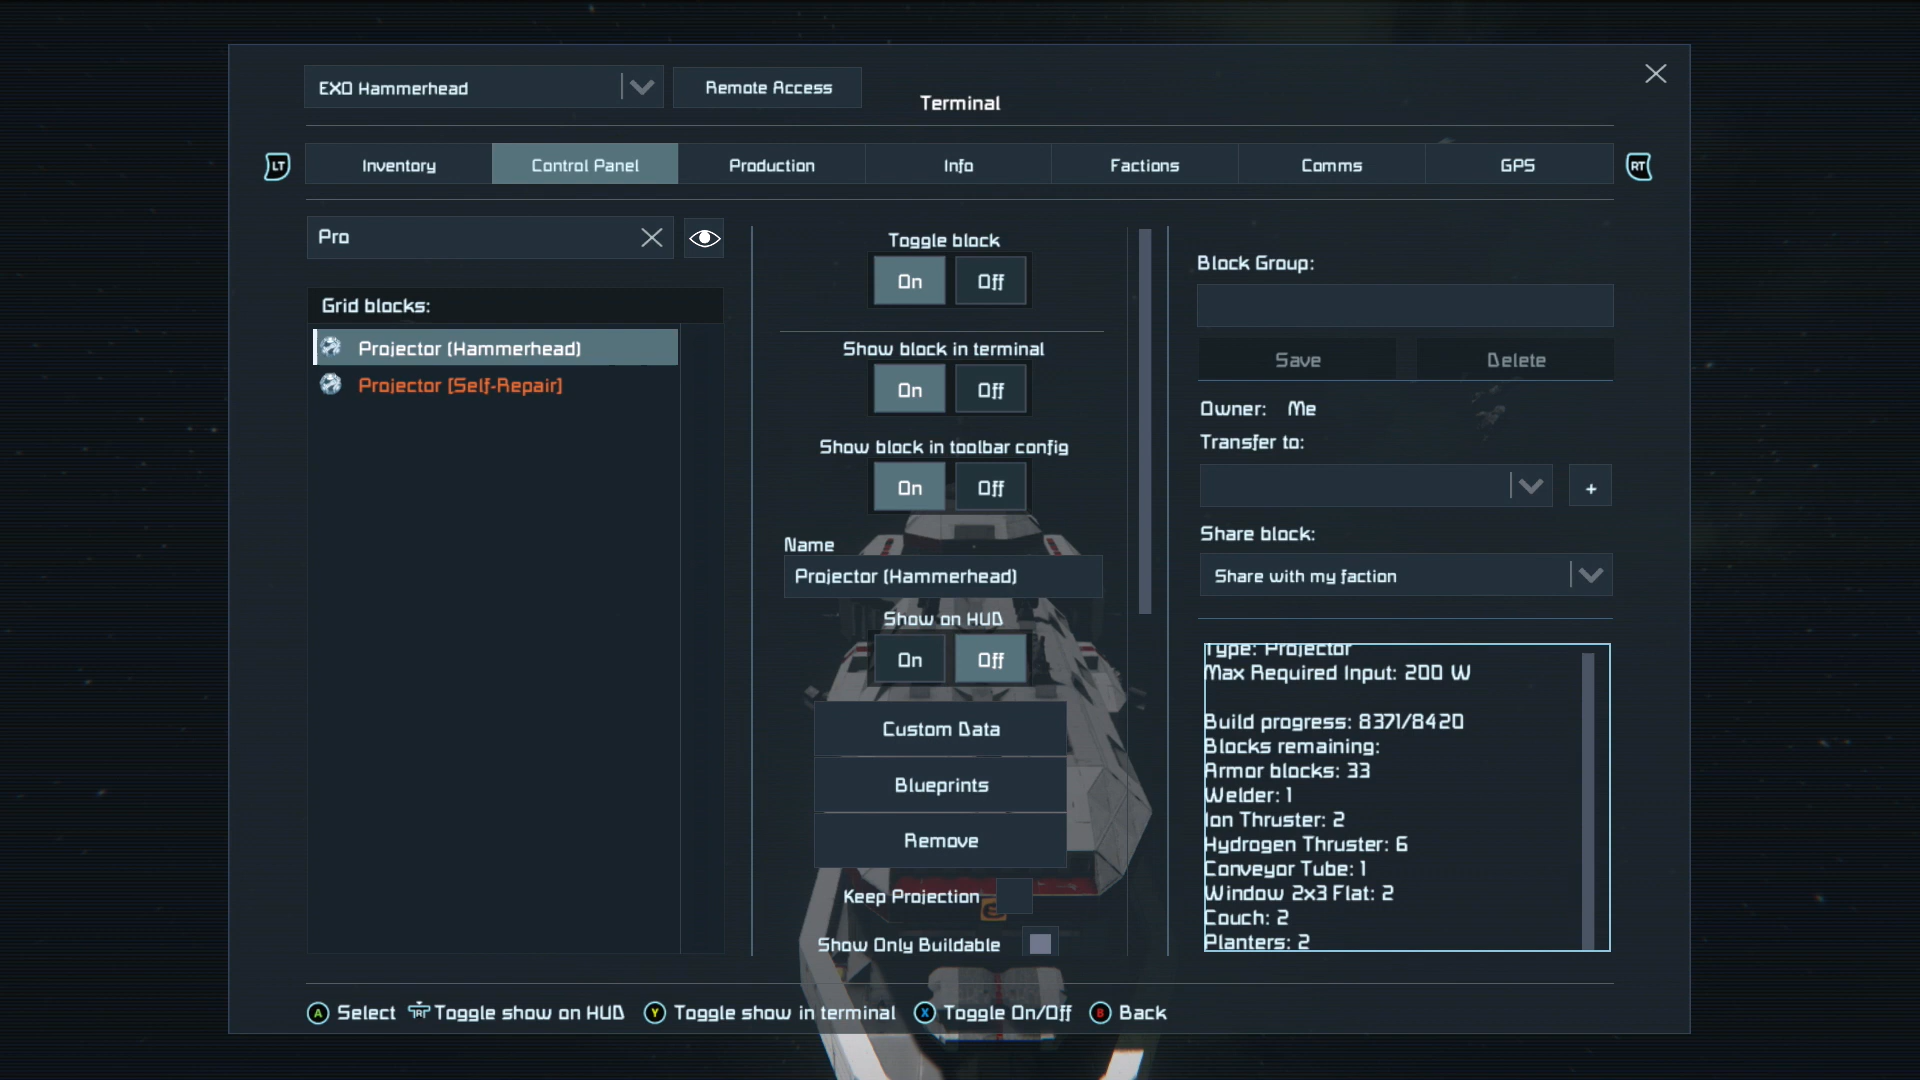 EXO Hammerhead
Remote Access
Terminal
LT
Inventory
Control Panel
Production
Info
Factions
Comms
GPS
RT
Pro
Grid blocks:
Projector (Hammerhead)
Projector [Self-Repair]
Toggle block
On
Off
Show block in terminal
On
Off
Show block in toolbar config
On
Off
Name
Projector (Hammerhead)
Show on HUD
On
Off
Custom Data
Blueprints
Remove
Keep Projection
Show Only Buildable
Block Group:
Save
Delete
Owner: Me
Transfer to:
+
Share block:
Share with my faction
Type: Projector
Max Required Input: 200 W
Build progress: 8371/8420
Blocks remaining:
Armor blocks: 33
Welder: 1
Ion Thruster: 2
Hydrogen Thruster: 6
Conveyor Tube: 1
Window 2x3 Flat: 2
Couch: 2
Planters: 2
A Select
Toggle show on HUD
Y Toggle show in terminal
X Toggle On/Off
B Back